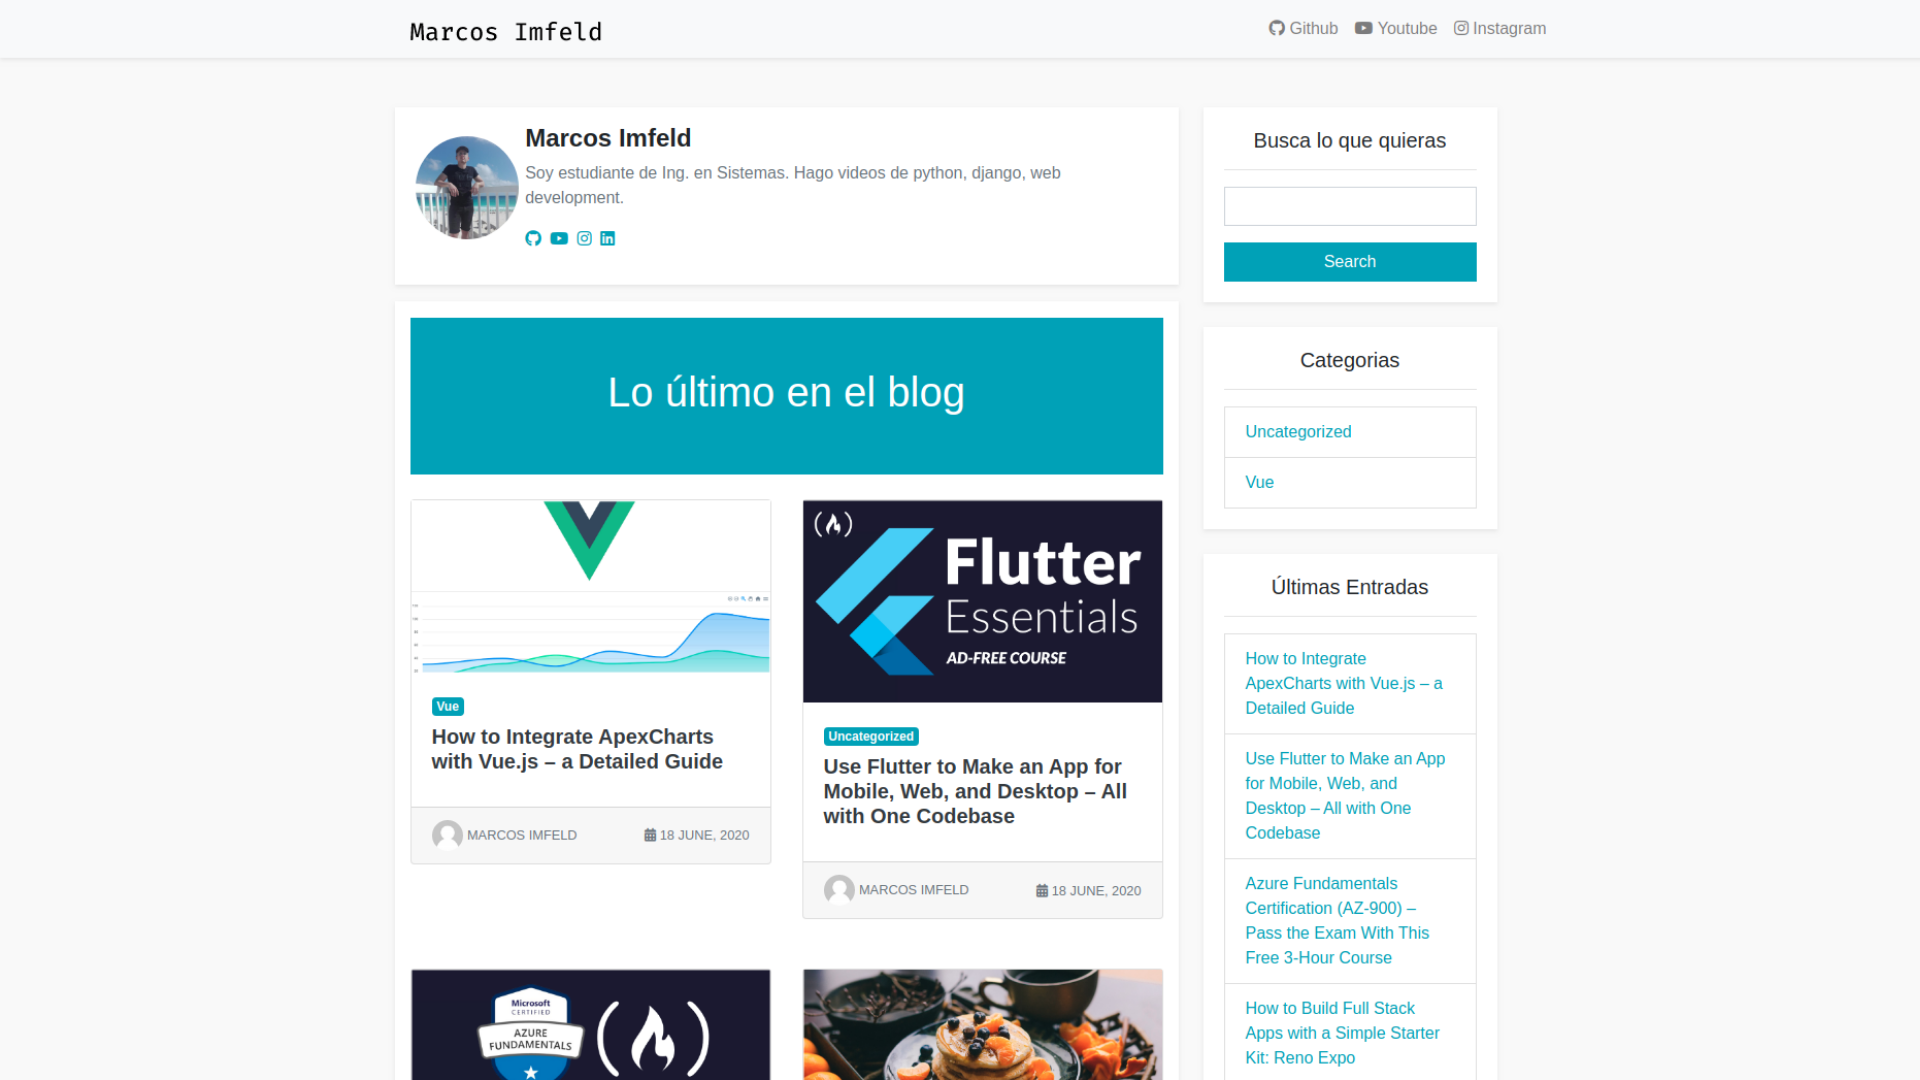 Marcos Imfeld
Github
Youtube
Instagram
Marcos Imfeld
Soy estudiante de Ing. en Sistemas. Hago videos de python, django, web
development.
Lo último en el blog
Vue
How to Integrate ApexCharts
with Vue.js – a Detailed Guide
MARCOS IMFELD
18 JUNE, 2020
Flutter
Essentials
AD-FREE COURSE
Uncategorized
Use Flutter to Make an App for
Mobile, Web, and Desktop – All
with One Codebase
MARCOS IMFELD
18 JUNE, 2020
Microsoft
CERTIFIED
AZURE
FUNDAMENTALS
Busca lo que quieras
Search
Categorias
Uncategorized
Vue
Últimas Entradas
How to Integrate
ApexCharts with Vue.js – a
Detailed Guide
Use Flutter to Make an App
for Mobile, Web, and
Desktop – All with One
Codebase
Azure Fundamentals
Certification (AZ-900) –
Pass the Exam With This
Free 3-Hour Course
How to Build Full Stack
Apps with a Simple Starter
Kit: Reno Expo